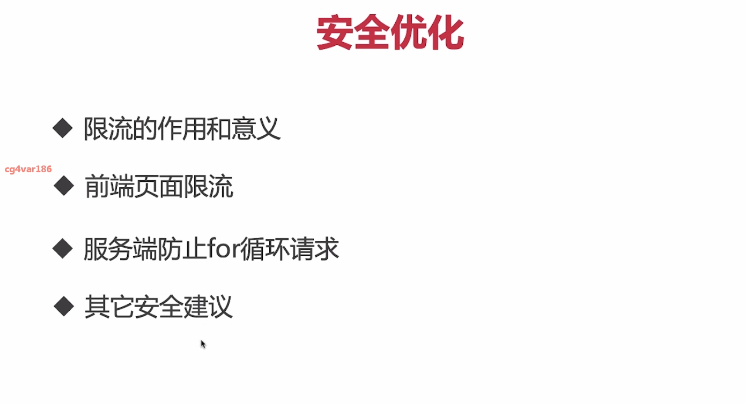 安全优化
◆ 限流的作用和意义
cg4var186
◆ 前端页面限流
◆ 服务端防止for循环请求
◆ 其它安全建议